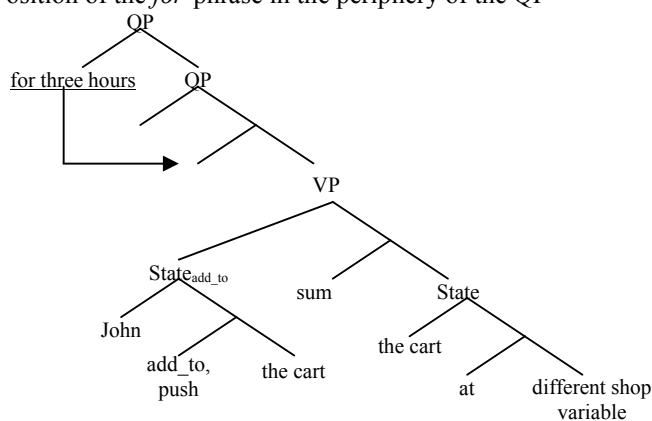 osition of the for-phrase in the periphery of the QP
QP
for three hours
QP
VP
State add_to
sum
State
John
the cart
add_to,
push
the cart
at
different shop
variable